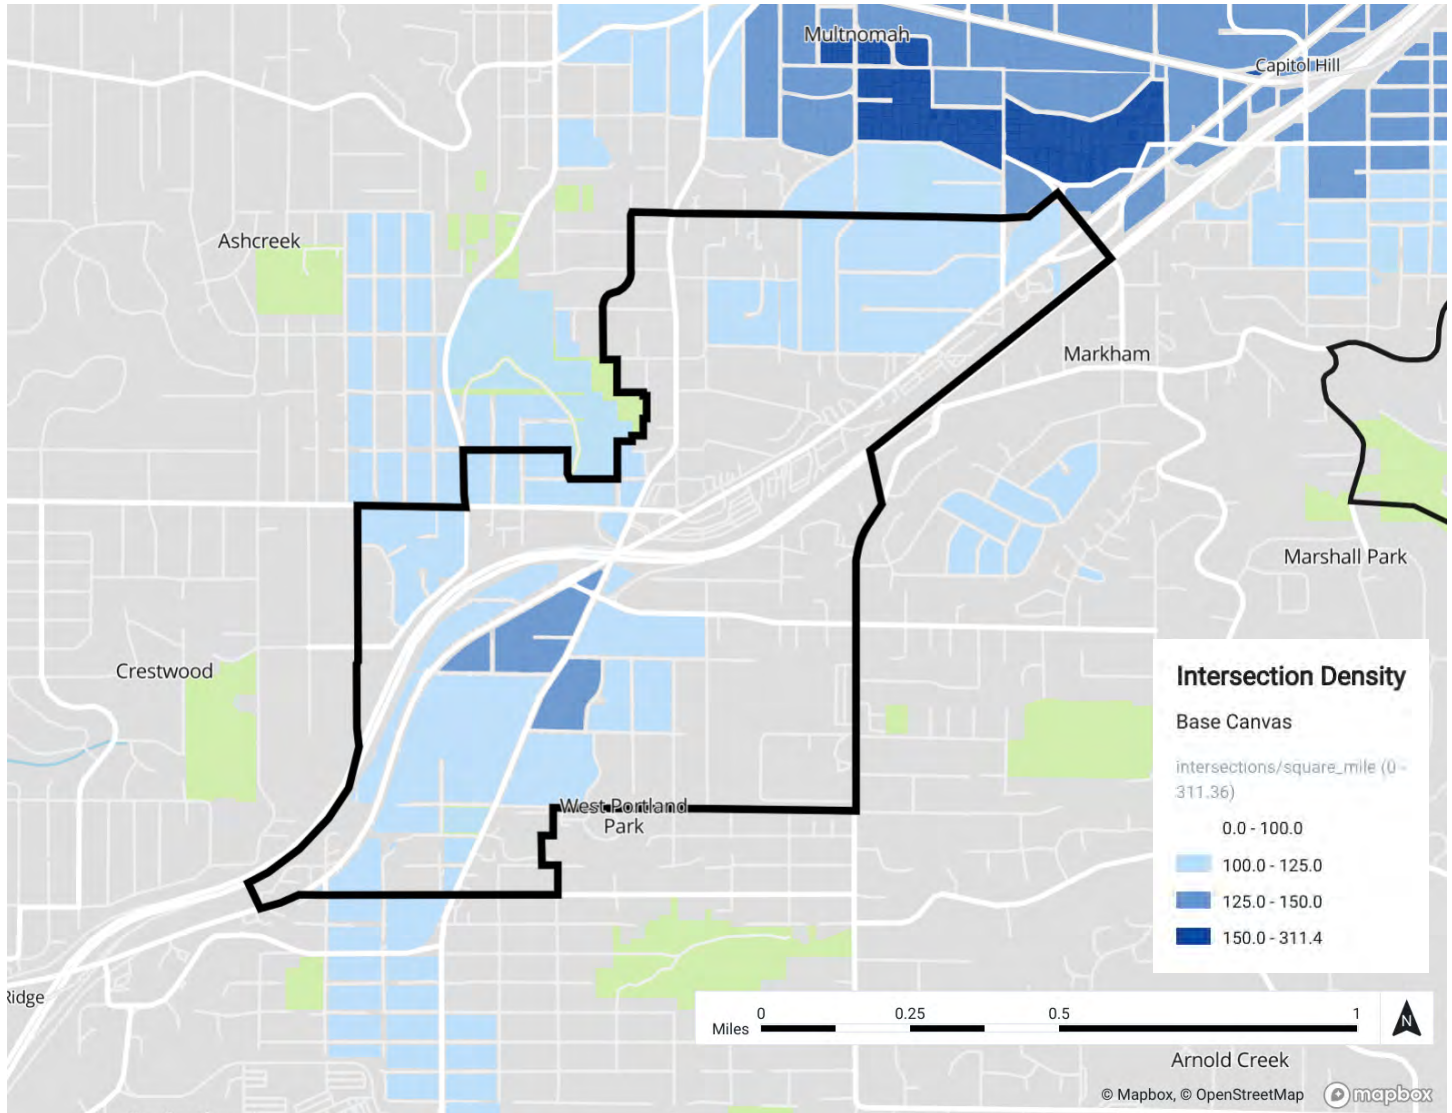 Multnomah
Capitol Hill
Ashcreek
Markham
Marshall Park
Crestwood
West Portland
Park
Intersection Density
Base Canvas
intersections/square_mile (0 -
311.36)
0.0 - 100.0
100.0 - 125.0
125.0 - 150.0
150.0 - 311.4
Ridge
Miles 0 0.25 0.5 1
N
Arnold Creek
© Mapbox, © OpenStreetMap mapbox